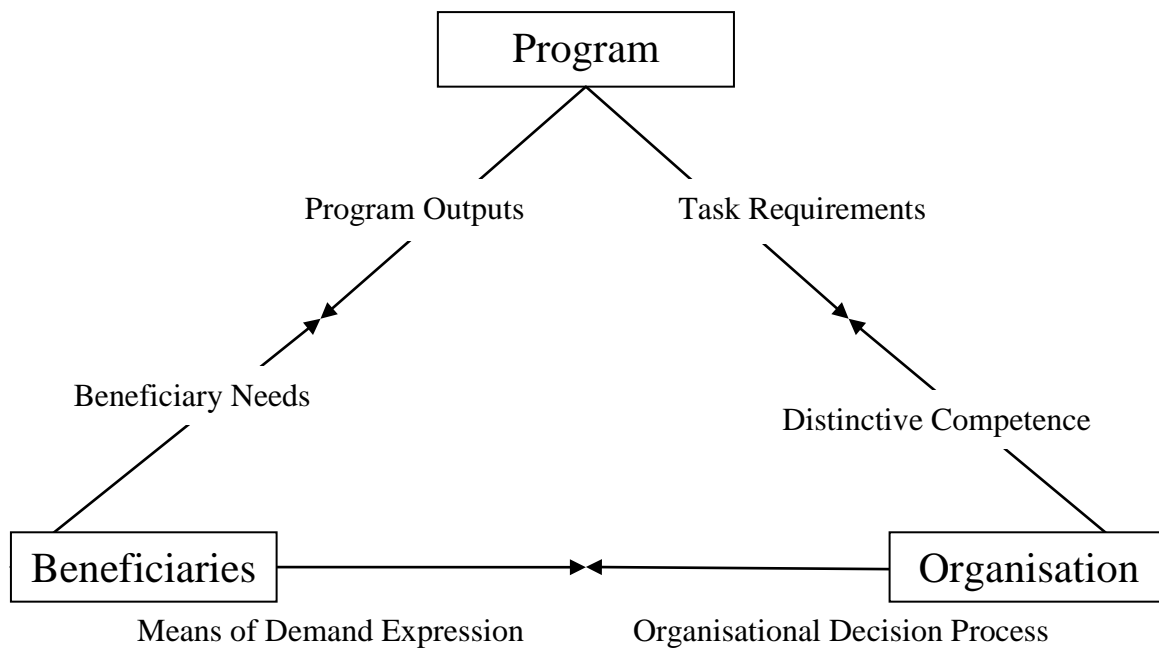 Program
Program Outputs
Task Requirements
Beneficiary Needs
Distinctive Competence
Beneficiaries
Organisation
Means of Demand Expression
Organisational Decision Process